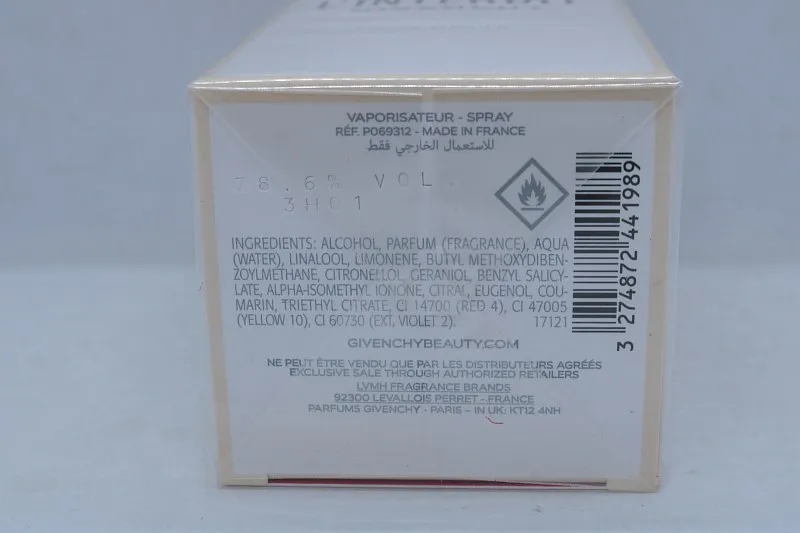 L'INTERDIT
VAPORISATEUR - SPRAY
RÉF. P069312 - MADE IN FRANCE
للاستعمال الخارجي فقط
78.6% VOL.
3H01
INGREDIENTS: ALCOHOL, PARFUM (FRAGRANCE), AQUA
(WATER), LINALOOL, LIMONENE, BUTYL METHOXYDIBEN-
ZOYLMETHANE, CITRONELLOL, GERANIOL, BENZYL SALICY-
LATE, ALPHA-ISOMETHYL IONONE, CITRAL, EUGENOL, COU-
MARIN, TRIETHYL CITRATE, CI 14700 (RED 4), CI 47005
(YELLOW 10), CI 60730 (EXT. VIOLET 2). 17121
3 274872 441989
GIVENCHYBEAUTY.COM
NE PEUT ÊTRE VENDU QUE PAR LES DISTRIBUTEURS AGRÉÉS
EXCLUSIVE SALE THROUGH AUTHORIZED RETAILERS
LVMH FRAGRANCE BRANDS
92300 LEVALLOIS PERRET - FRANCE
PARFUMS GIVENCHY - PARIS - IN UK: KT12 4NH